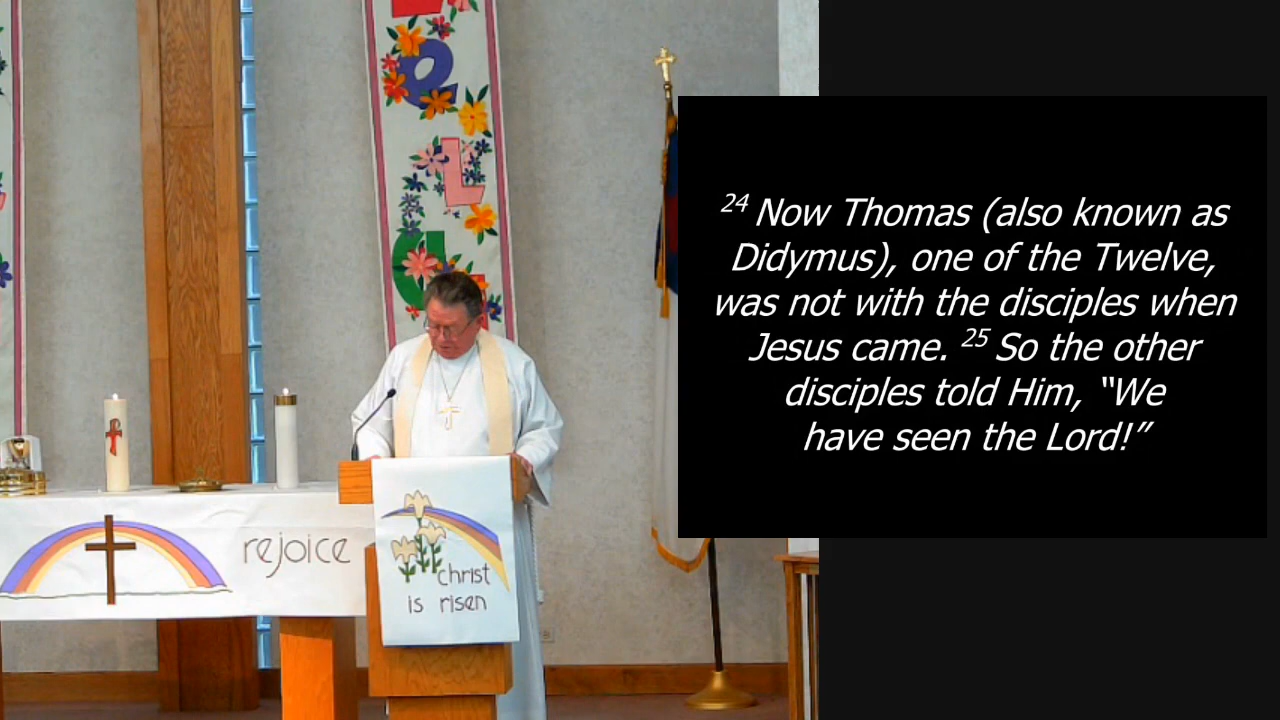 e
L
rejoice
christ
is risen
24 Now Thomas (also known as
Didymus), one of the Twelve,
was not with the disciples when
Jesus came. 25 So the other
disciples told Him, “We
have seen the Lord!”